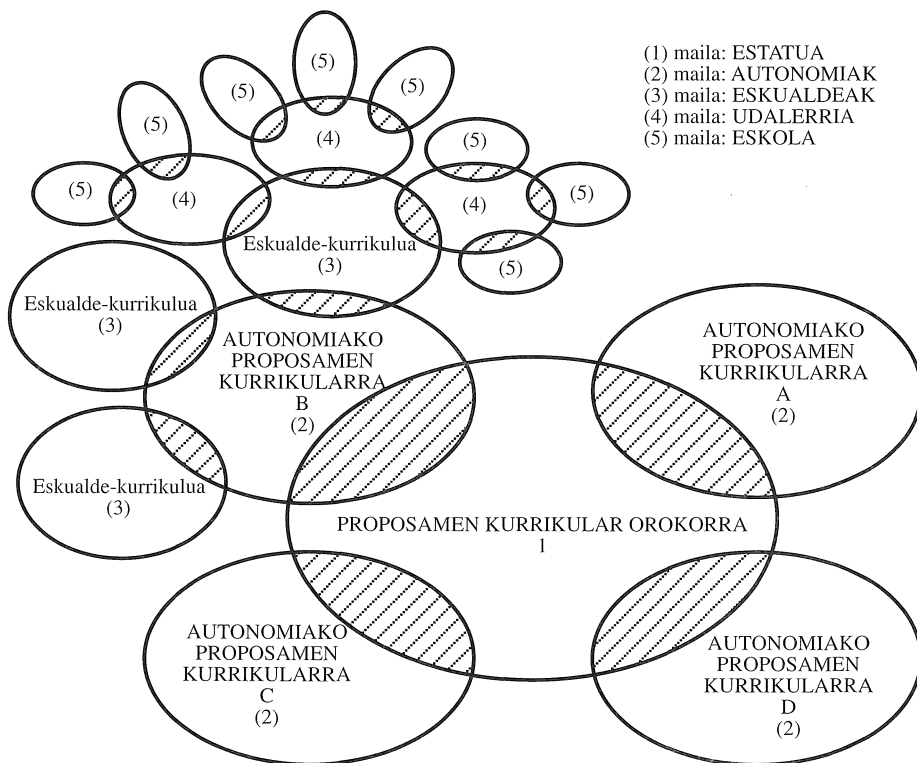 (1) maila: ESTATUA
(2) maila: AUTONOMIAK
(3) maila: ESKUALDEAK
(4) maila: UDALERRIA
(5) maila: ESKOLA
(5)
(5)
(5)
(5)
(5)
(4)
(5)
(5)
(4)
(4)
(5)
Eskualde-kurrikulua
(3)
(5)
Eskualde-kurrikulua
(3)
AUTONOMIAKO
PROPOSAMEN
KURRIKULARRA
B
(2)
AUTONOMIAKO
PROPOSAMEN
KURRIKULARRA
A
(2)
Eskualde-kurrikulua
(3)
PROPOSAMEN KURRIKULAR OROKORRA
1
AUTONOMIAKO
PROPOSAMEN
KURRIKULARRA
C
(2)
AUTONOMIAKO
PROPOSAMEN
KURRIKULARRA
D
(2)